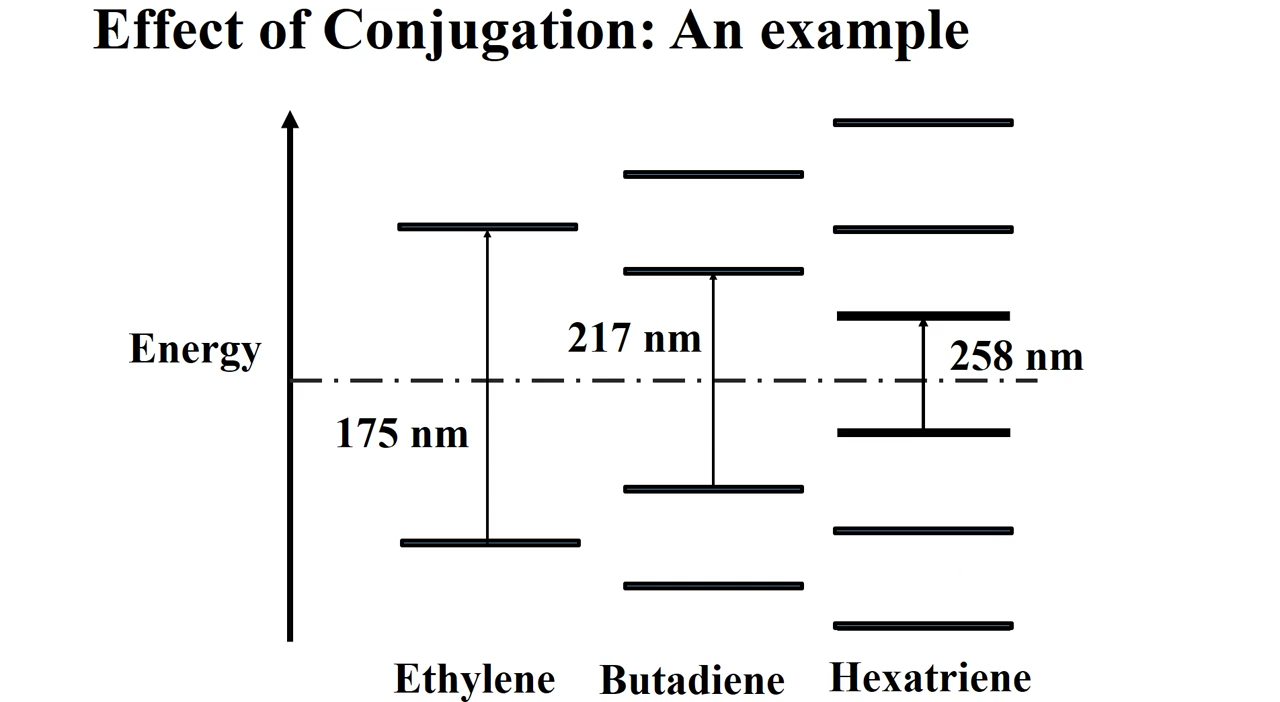 Effect of Conjugation: An example
Energy
175 nm
217 nm
258 nm
Ethylene
Butadiene
Hexatriene